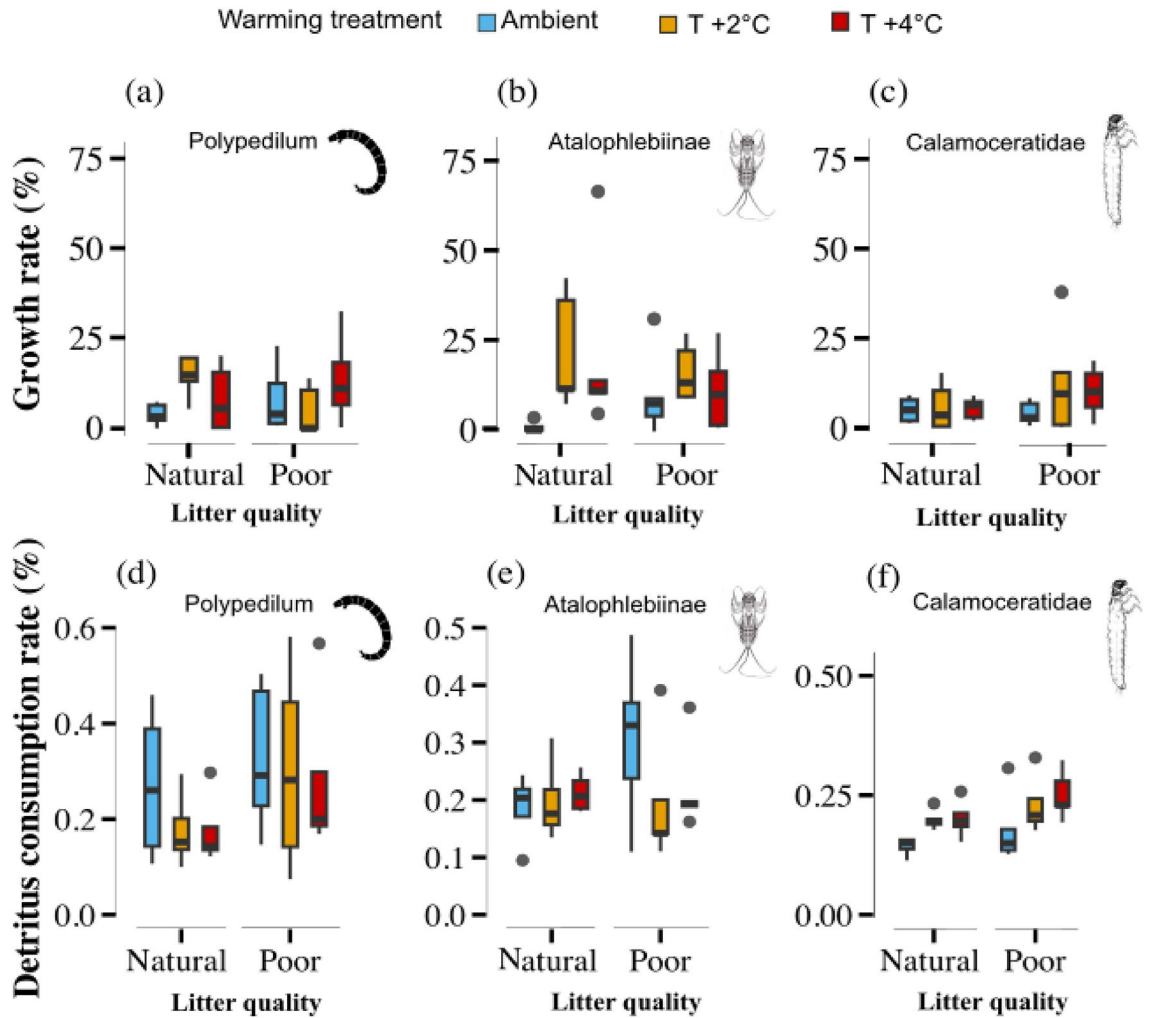 Warming treatment Ambient T +2°C T +4°C
(a) (b) (c)
Polypedilum Atalophlebiinae Calamoceratidae
Growth rate (%)
75 75 75
50 50 50
25 25 25
0 0 0
Natural Poor Natural Poor Natural Poor
Litter quality Litter quality Litter quality
(d) (e) (f)
Polypedilum Atalophlebiinae Calamoceratidae
Detritus consumption rate (%)
0.6 0.5
0.4 0.4 0.50
0.3
0.2 0.2 0.25
0.1
0.0 0.0 0.00
Natural Poor Natural Poor Natural Poor
Litter quality Litter quality Litter quality